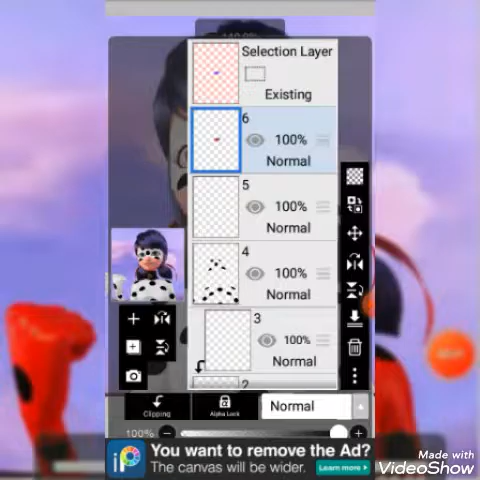 Selection Layer
Existing
6
100%
Normal
5
100%
Normal
4
100%
Normal
3
100%
Normal
2
Clipping
Alpha Lock
Normal
100%
You want to remove the Ad?
The canvas will be wider.
Learn more
Made with
VideoShow